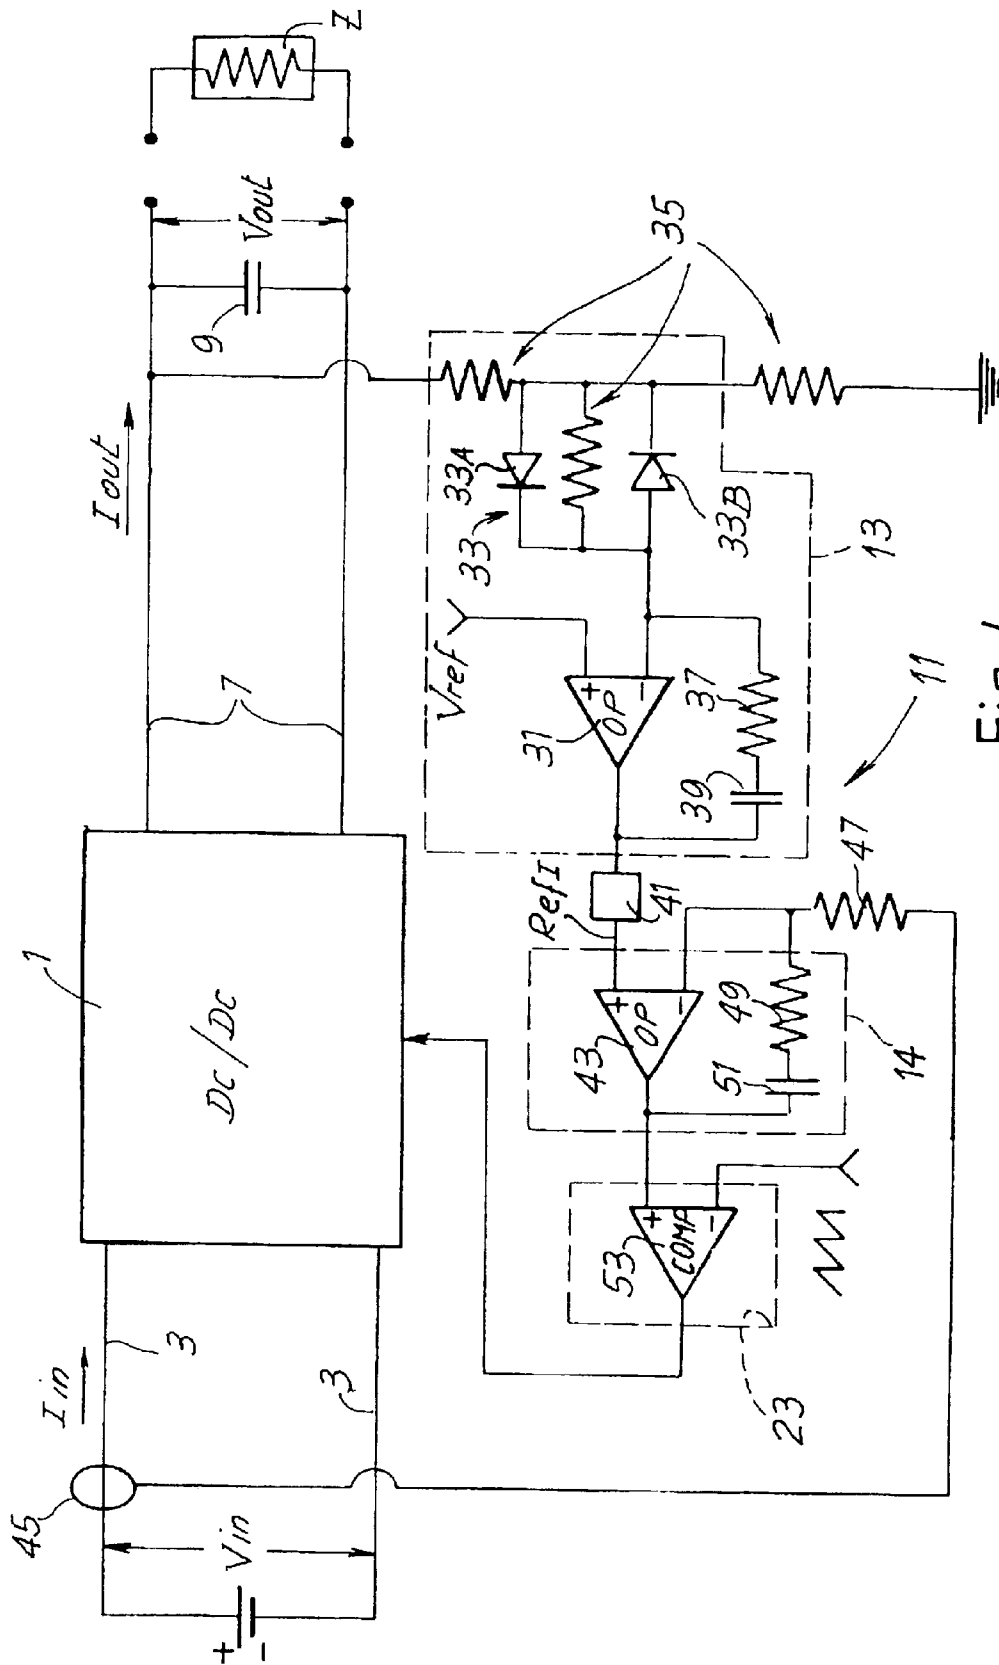 Z
Iout
Vout
9
7
35
1
DC/DC
33A
33
33B
Vref
13
31
+
OP
-
37
39
11
Ref I
41
47
+
43
OP
-
49
51
14
+
53
COMP
-
23
Iin
3
3
45
Vin
+
-